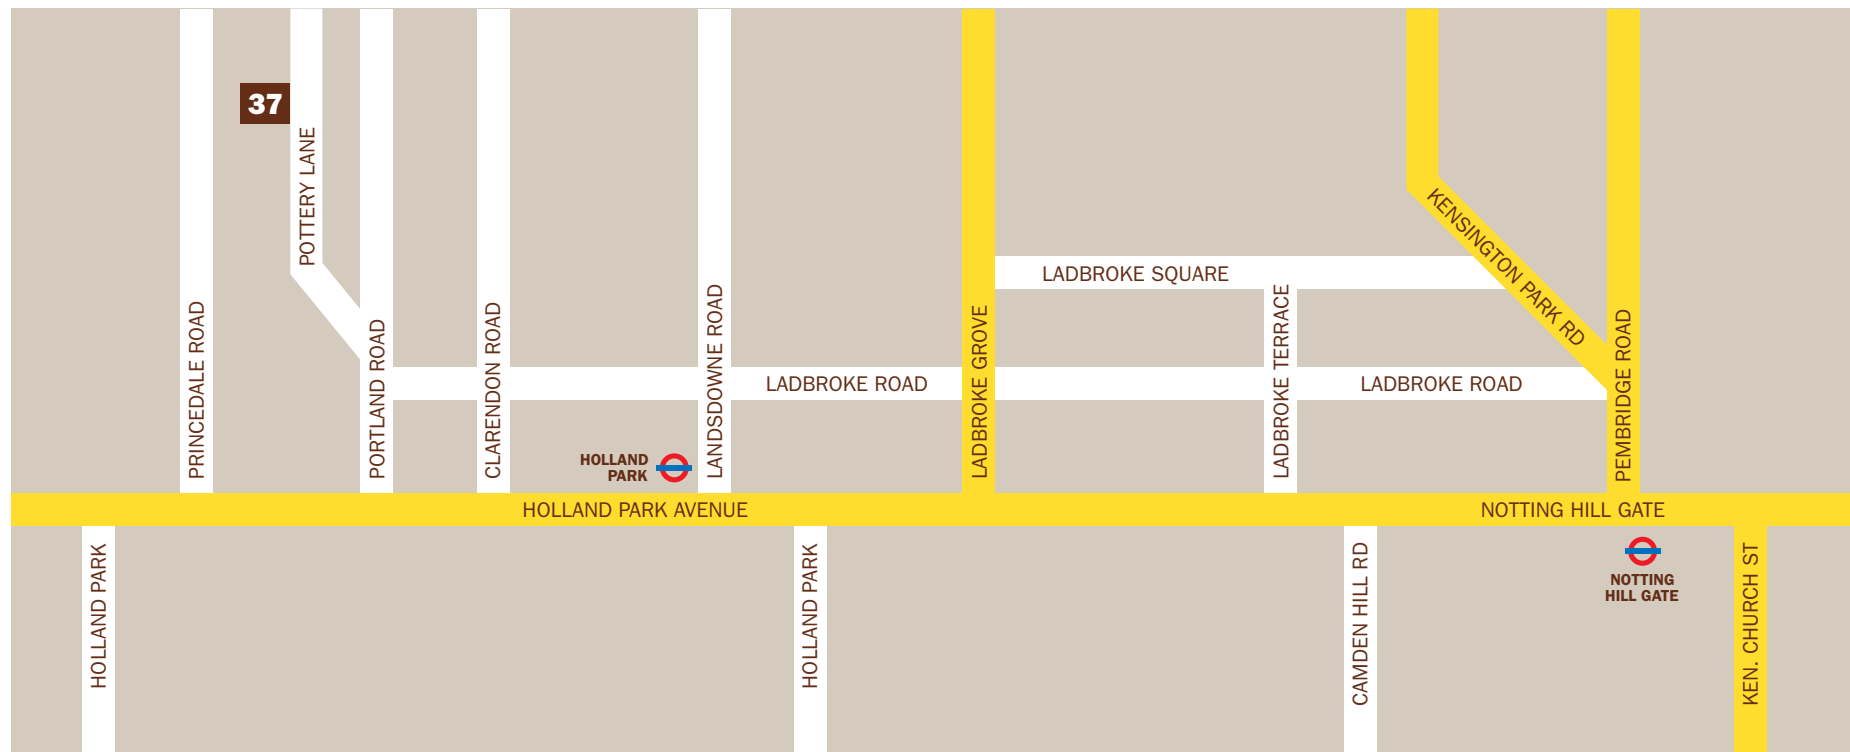 37
POTTERY LANE
PRINCEDALE ROAD
PORTLAND ROAD
CLARENDON ROAD
LANDSDOWNE ROAD
LADBROKE GROVE
LADBROKE SQUARE
LADBROKE TERRACE
KENSINGTON PARK RD
PEMBRIDGE ROAD
LADBROKE ROAD
LADBROKE ROAD
HOLLAND
PARK
HOLLAND PARK AVENUE
NOTTING HILL GATE
HOLLAND PARK
HOLLAND PARK
CAMDEN HILL RD
NOTTING
HILL GATE
KEN. CHURCH ST